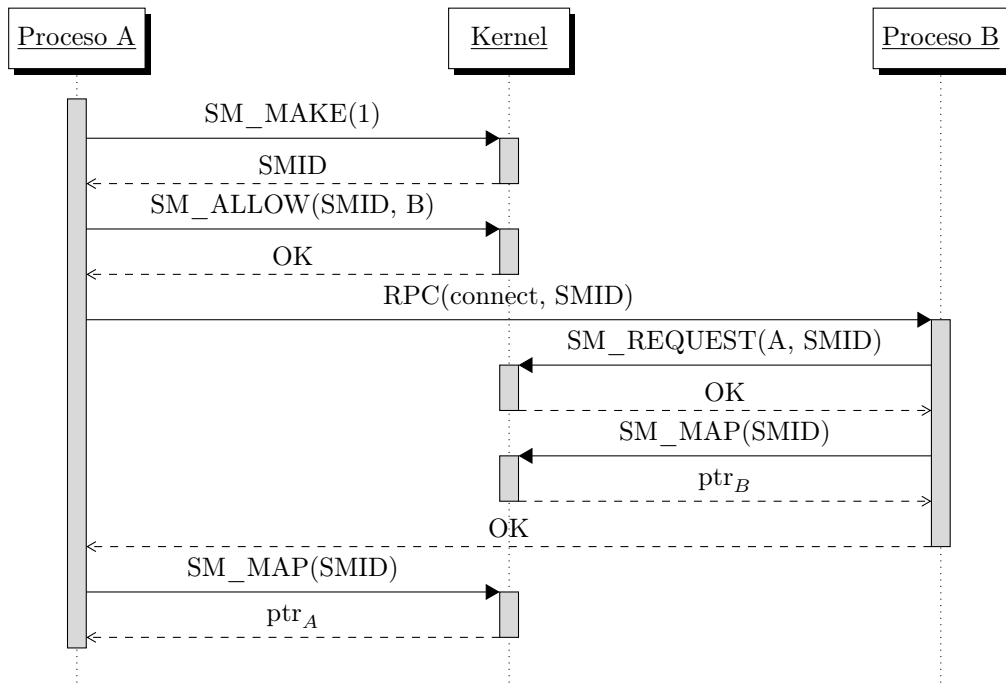 Proceso A
Kernel
Proceso B
SM_MAKE(1)
SMID
SM_ALLOW(SMID, B)
OK
RPC(connect, SMID)
SM_REQUEST(A, SMID)
OK
SM_MAP(SMID)
ptr_B
OK
SM_MAP(SMID)
ptr_A